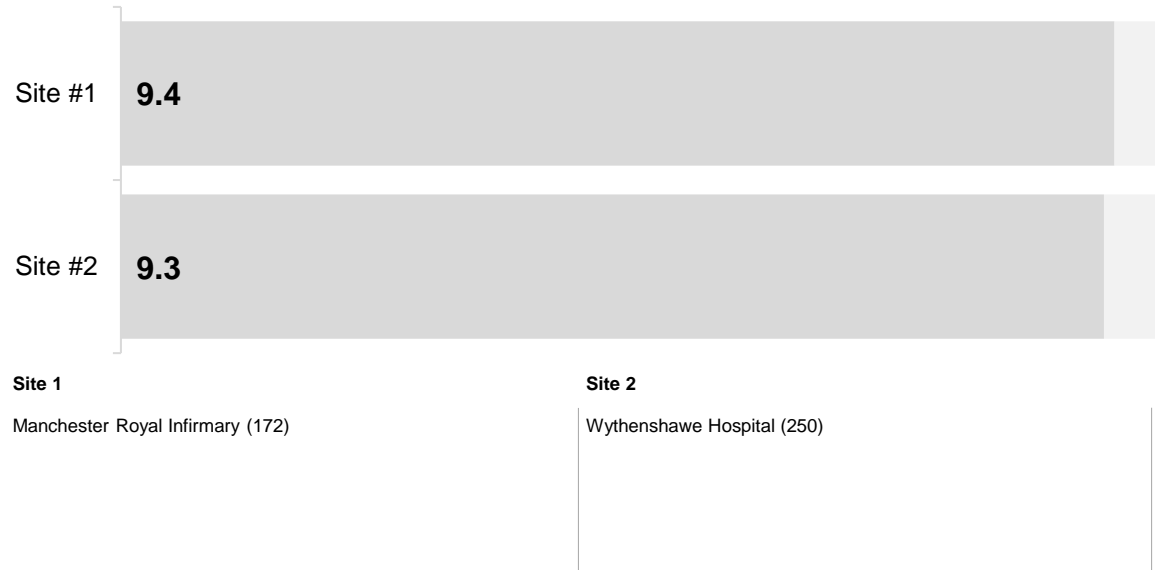 Site #1 9.4
Site #2 9.3
Site 1
Manchester Royal Infirmary (172)
Site 2
Wythenshawe Hospital (250)